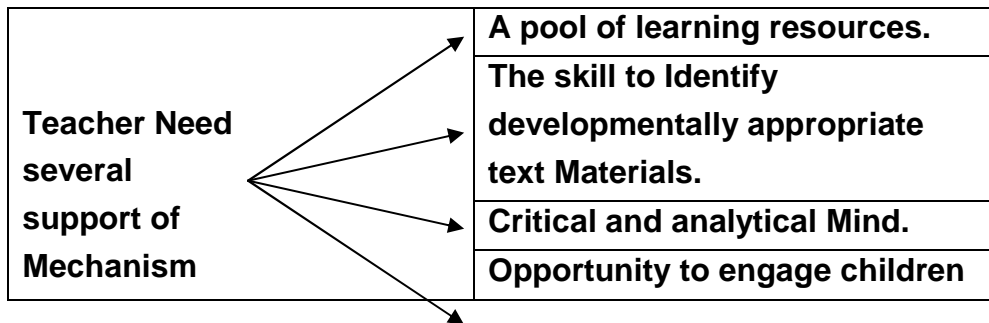 Teacher Need
several
support of
Mechanism
A pool of learning resources.
The skill to Identify
developmentally appropriate
text Materials.
Critical and analytical Mind.
Opportunity to engage children